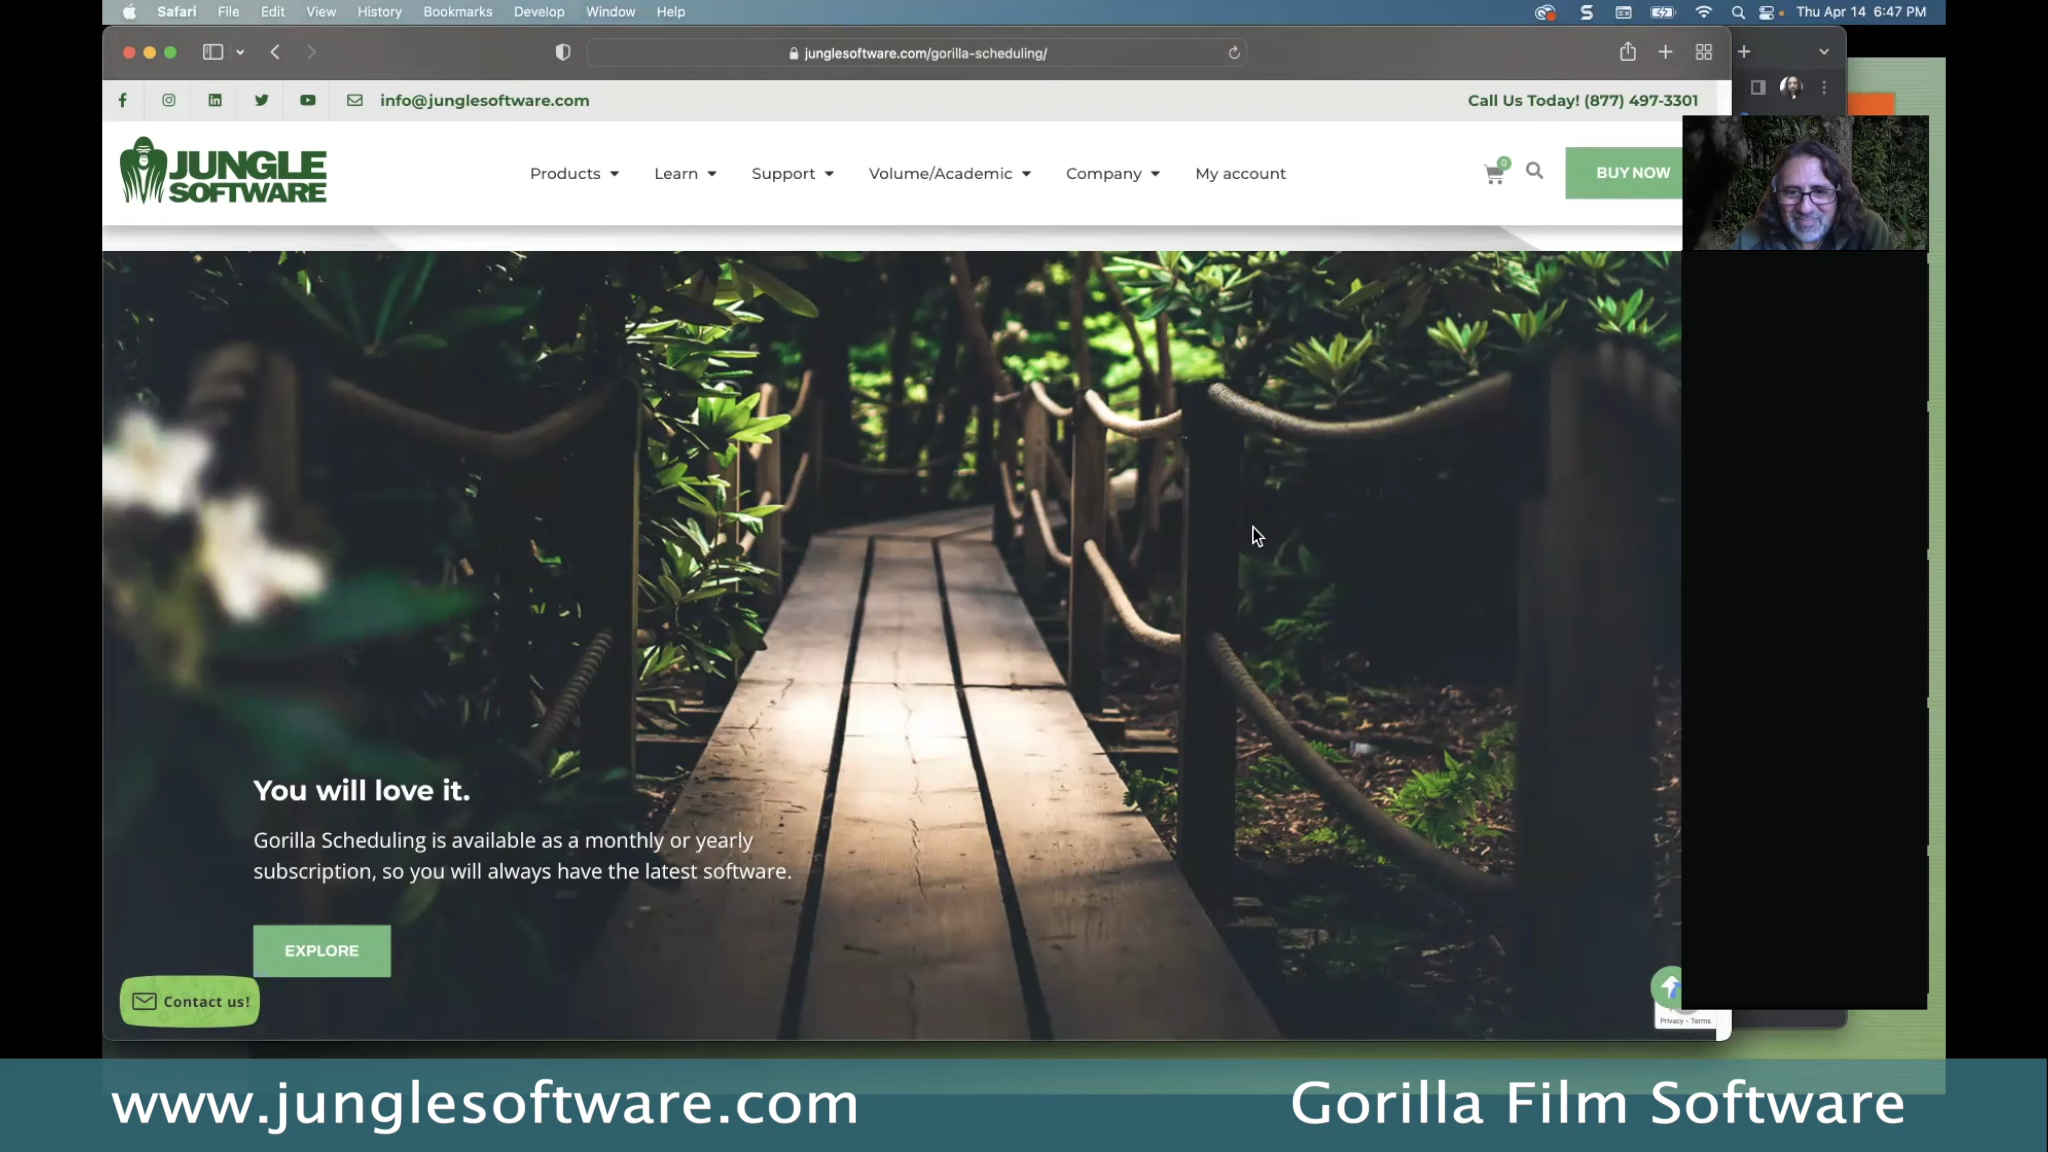 Safari File Edit View History Bookmarks Develop Window Help Thu Apr 14 6:47 PM
junglesoftware.com/gorilla-scheduling/
info@junglesoftware.com Call Us Today! (877) 497-3301
JUNGLE
SOFTWARE
Products Learn Support Volume/Academic Company My account 0 BUY NOW
You will love it.
Gorilla Scheduling is available as a monthly or yearly
subscription, so you will always have the latest software.
EXPLORE
Contact us!
Privacy - Terms
www.junglesoftware.com Gorilla Film Software